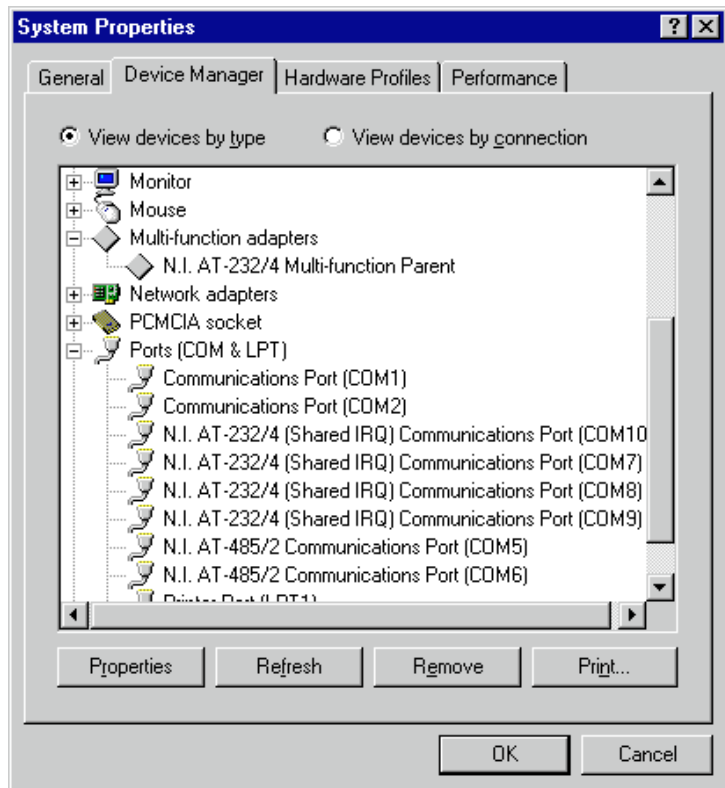 System Properties
General Device Manager Hardware Profiles Performance
View devices by type View devices by connection
Monitor
Mouse
Multi-function adapters
N.I. AT-232/4 Multi-function Parent
Network adapters
PCMCIA socket
Ports (COM & LPT)
Communications Port (COM1)
Communications Port (COM2)
N.I. AT-232/4 (Shared IRQ) Communications Port (COM10
N.I. AT-232/4 (Shared IRQ) Communications Port (COM7)
N.I. AT-232/4 (Shared IRQ) Communications Port (COM8)
N.I. AT-232/4 (Shared IRQ) Communications Port (COM9)
N.I. AT-485/2 Communications Port (COM5)
N.I. AT-485/2 Communications Port (COM6)
Printer Port (LPT1)
Properties Refresh Remove Print...
OK Cancel